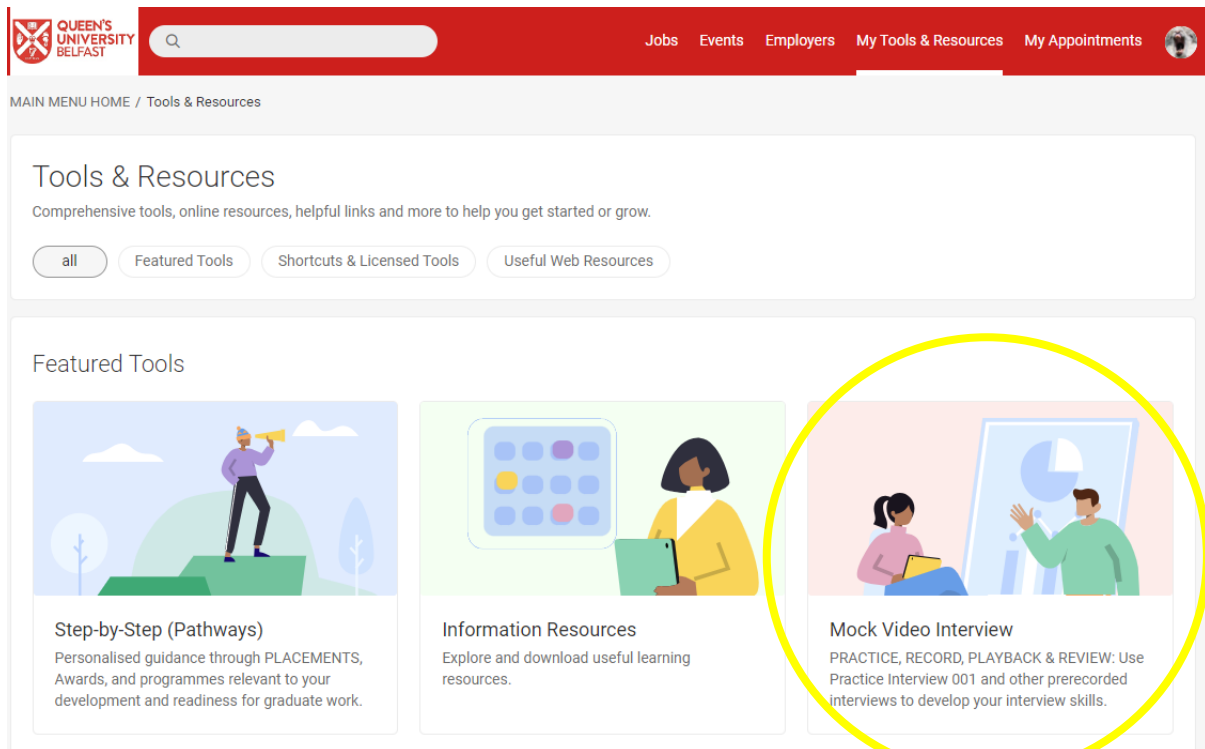 QUEEN'S
UNIVERSITY
BELFAST
Jobs Events Employers My Tools & Resources My Appointments
MAIN MENU HOME / Tools & Resources
Tools & Resources
Comprehensive tools, online resources, helpful links and more to help you get started or grow.
all Featured Tools Shortcuts & Licensed Tools Useful Web Resources
Featured Tools
Step-by-Step (Pathways)
Personalised guidance through PLACEMENTS,
Awards, and programmes relevant to your
development and readiness for graduate work.
Information Resources
Explore and download useful learning
resources.
Mock Video Interview
PRACTICE, RECORD, PLAYBACK & REVIEW: Use
Practice Interview 001 and other prerecorded
interviews to develop your interview skills.